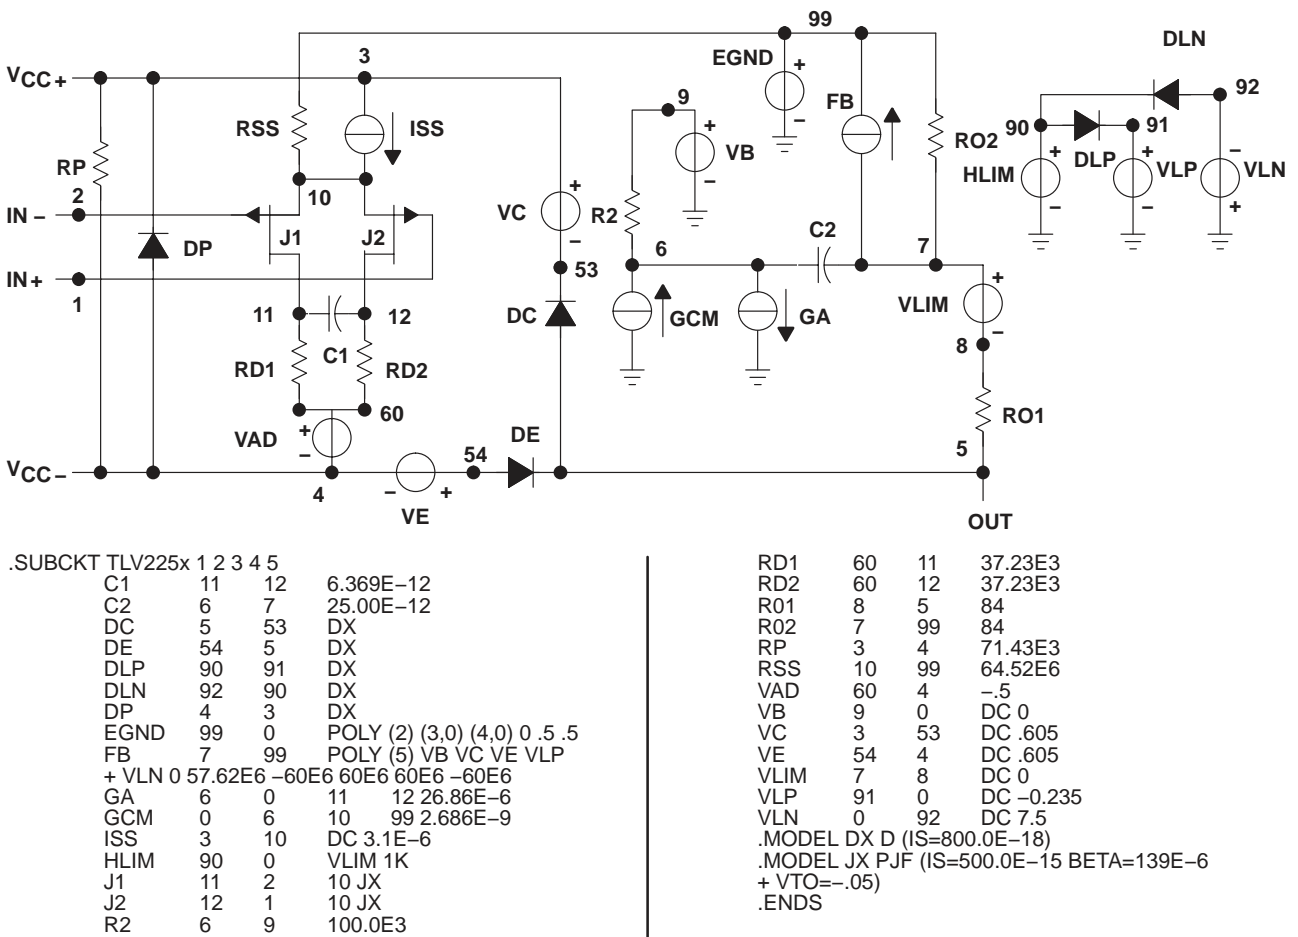 99
DLN
VCC+
3
EGND
+
–
FB
92
9
RSS
ISS
+
–
VB
RO2
90
91
RP
HLIM
+
–
DLP
+
–
VLP
–
+
VLN
2
10
IN –
VC
+
–
R2
J1
J2
DP
C2
7
6
IN +
1
53
VLIM
+
–
11
12
DC
GCM
GA
C1
8
RD1
RD2
60
RO1
VAD
+
–
DE
54
5
VCC –
4
–
+
VE
OUT
.SUBCKT TLV225x 1 2 3 4 5
C1 11 12 6.369E–12
C2 6 7 25.00E–12
DC 5 53 DX
DE 54 5 DX
DLP 90 91 DX
DLN 92 90 DX
DP 4 3 DX
EGND 99 0 POLY (2) (3,0) (4,0) 0 .5 .5
FB 7 99 POLY (5) VB VC VE VLP
+ VLN 0 57.62E6 –60E6 60E6 60E6 –60E6
GA 6 0 11 12 26.86E–6
GCM 0 6 10 99 2.686E–9
ISS 3 10 DC 3.1E–6
HLIM 90 0 VLIM 1K
J1 11 2 10 JX
J2 12 1 10 JX
R2 6 9 100.0E3
RD1 60 11 37.23E3
RD2 60 12 37.23E3
R01 8 5 84
R02 7 99 84
RP 3 4 71.43E3
RSS 10 99 64.52E6
VAD 60 4 –.5
VB 9 0 DC 0
VC 3 53 DC .605
VE 54 4 DC .605
VLIM 7 8 DC 0
VLP 91 0 DC –0.235
VLN 0 92 DC 7.5
.MODEL DX D (IS=800.0E–18)
.MODEL JX PJF (IS=500.0E–15 BETA=139E–6
+ VTO=–.05)
.ENDS